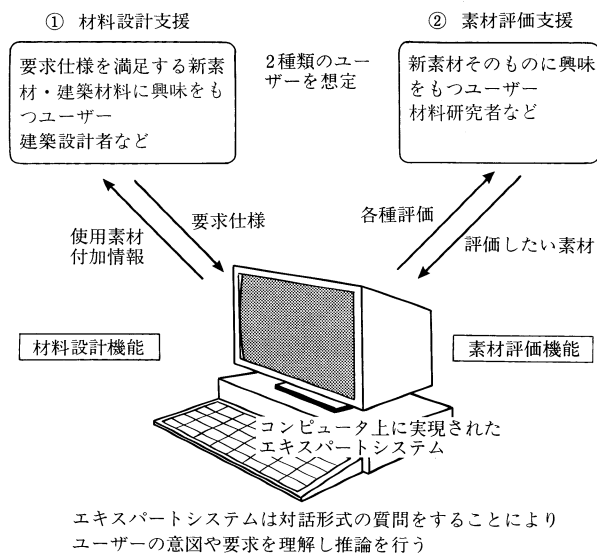 ① 材料設計支援
要求仕様を満足する新素
材・建築材料に興味をも
つユーザー
建築設計者など
2種類のユー
ザーを想定
② 素材評価支援
新素材そのものに興味
をもつユーザー
材料研究者など
使用素材
付加情報
要求仕様
各種評価
評価したい素材
材料設計機能
素材評価機能
コンピュータ上に実現された
エキスパートシステム
エキスパートシステムは対話形式の質問をすることにより
ユーザーの意図や要求を理解し推論を行う